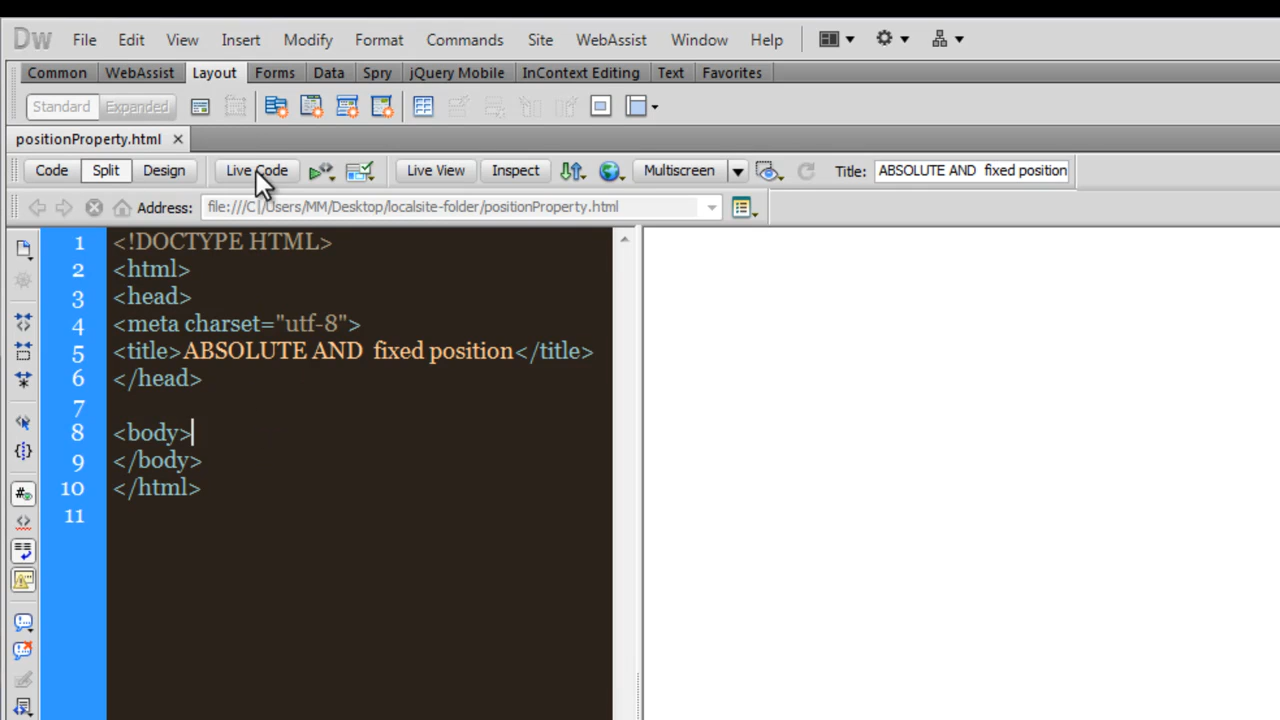 Dw File Edit View Insert Modify Format Commands Site WebAssist Window Help
Common WebAssist Layout Forms Data Spry jQuery Mobile InContext Editing Text Favorites
Standard Expanded
positionProperty.html
Code Split Design Live Code Live View Inspect Multiscreen Title: ABSOLUTE AND  fixed position
Address: file:///C|/Users/MM/Desktop/localsite-folder/positionProperty.html
1 <!DOCTYPE HTML>
2 <html>
3 <head>
4 <meta charset="utf-8">
5 <title>ABSOLUTE AND  fixed position</title>
6 </head>
7
8 <body>
9 </body>
10 </html>
11